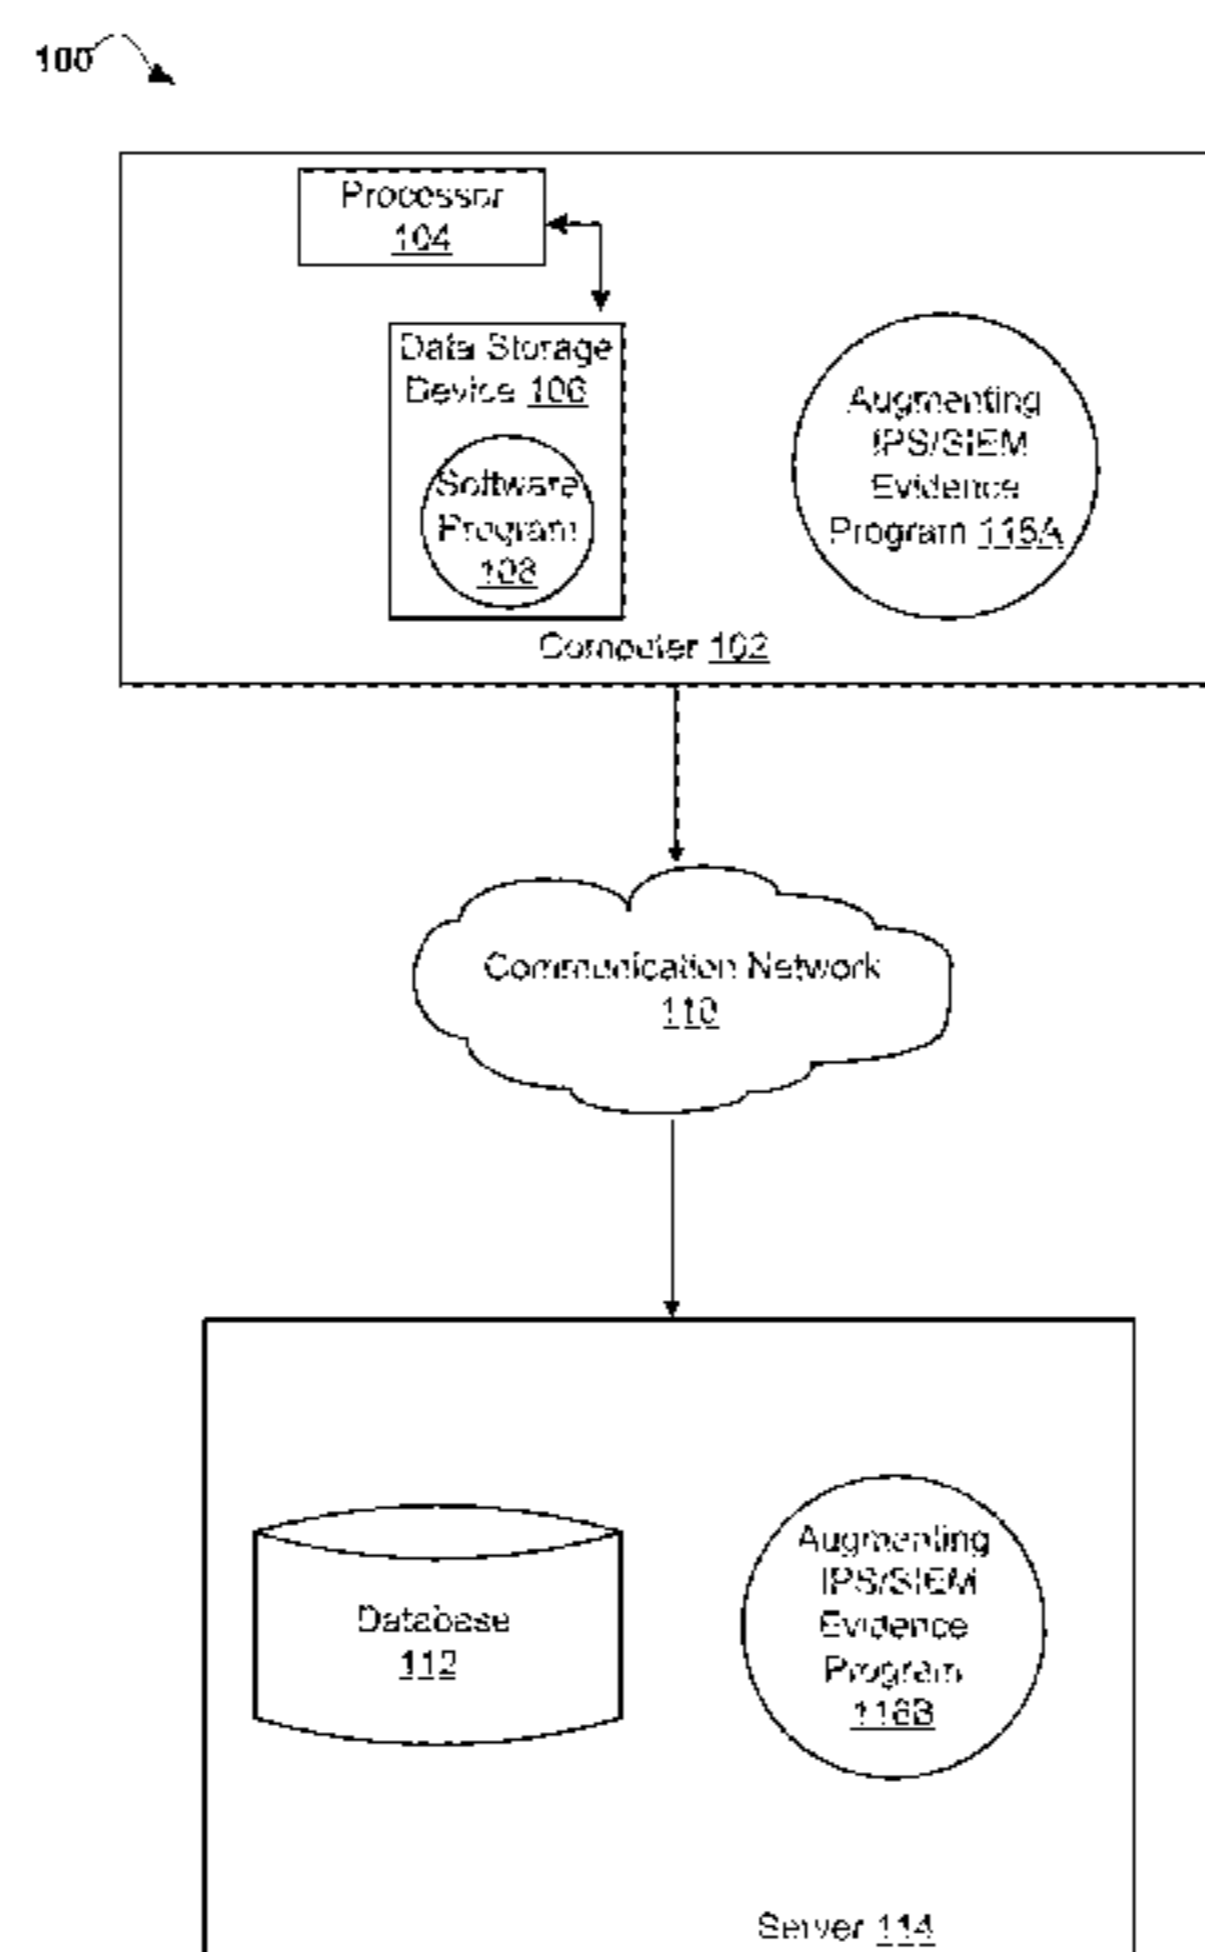 100
Processor
104
Data Storage
Device 106
Software
Program
108
Augmenting
IPS/SIEM
Evidence
Program 116A
Computer 102
Communication Network
110
Database
112
Augmenting
IPS/SIEM
Evidence
Program
116B
Server 114